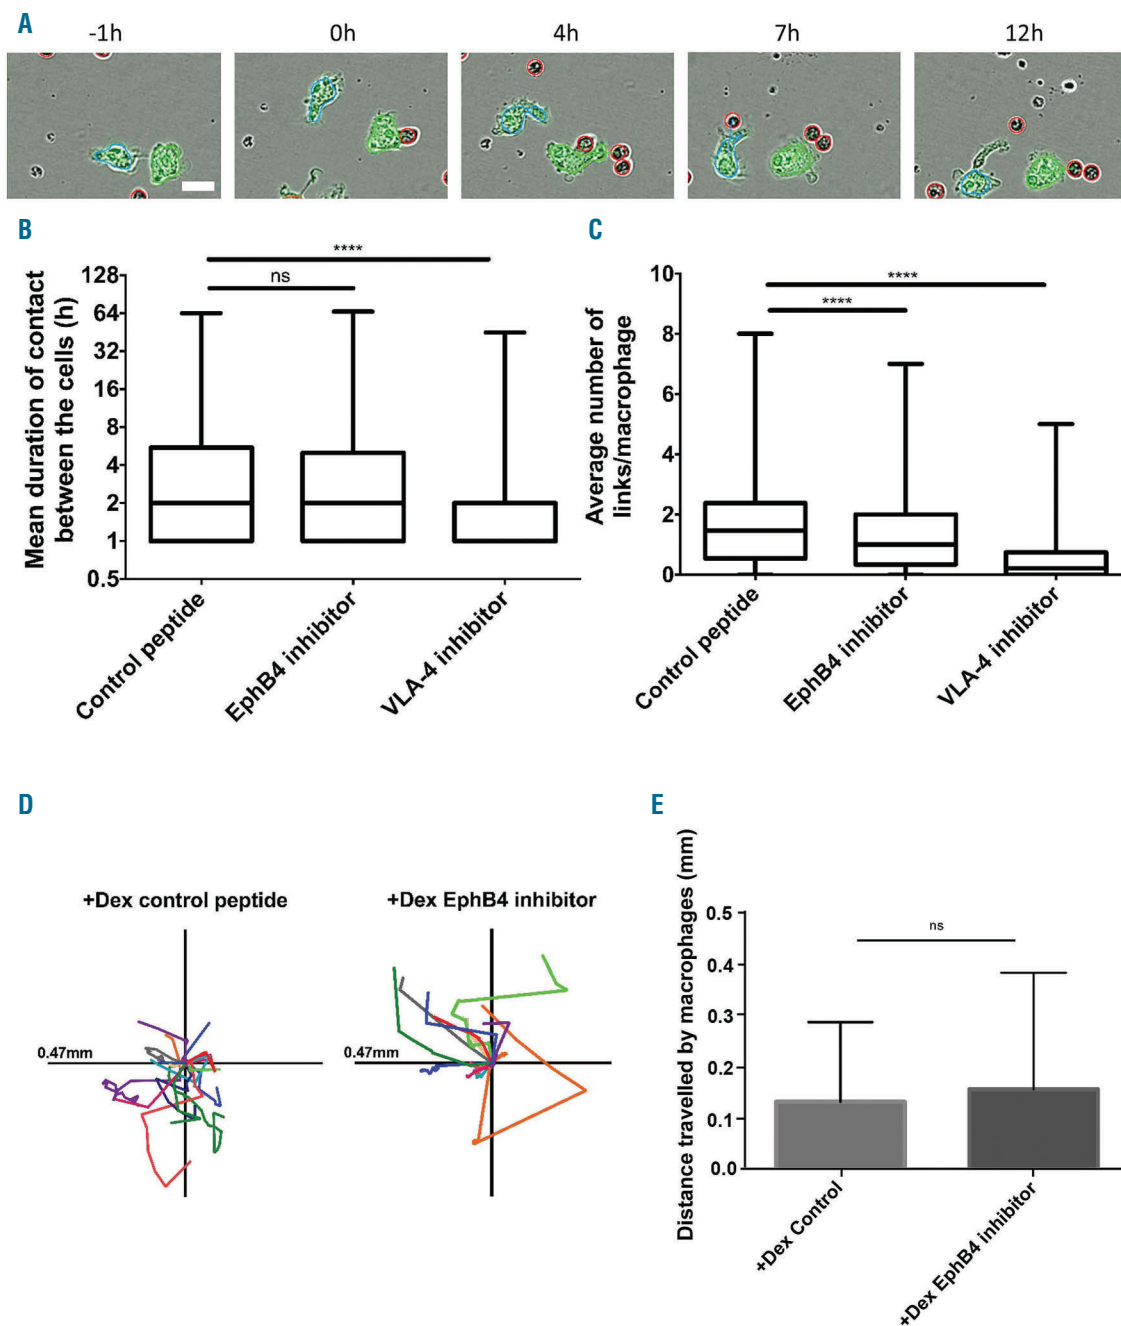 A
-1h 0h 4h 7h 12h
B
Mean duration of contact
between the cells (h)
128
64
32
16
8
4
2
1
0.5
****
ns
Control peptide
EphB4 inhibitor
VLA-4 inhibitor
C
Average number of
links/macrophage
10
8
6
4
2
0
****
****
Control peptide
EphB4 inhibitor
VLA-4 inhibitor
D
+Dex control peptide
0.47mm
+Dex EphB4 inhibitor
0.47mm
E
Distance travelled by macrophages (mm)
0.5
0.4
0.3
0.2
0.1
0.0
ns
+Dex Control
+Dex EphB4 inhibitor